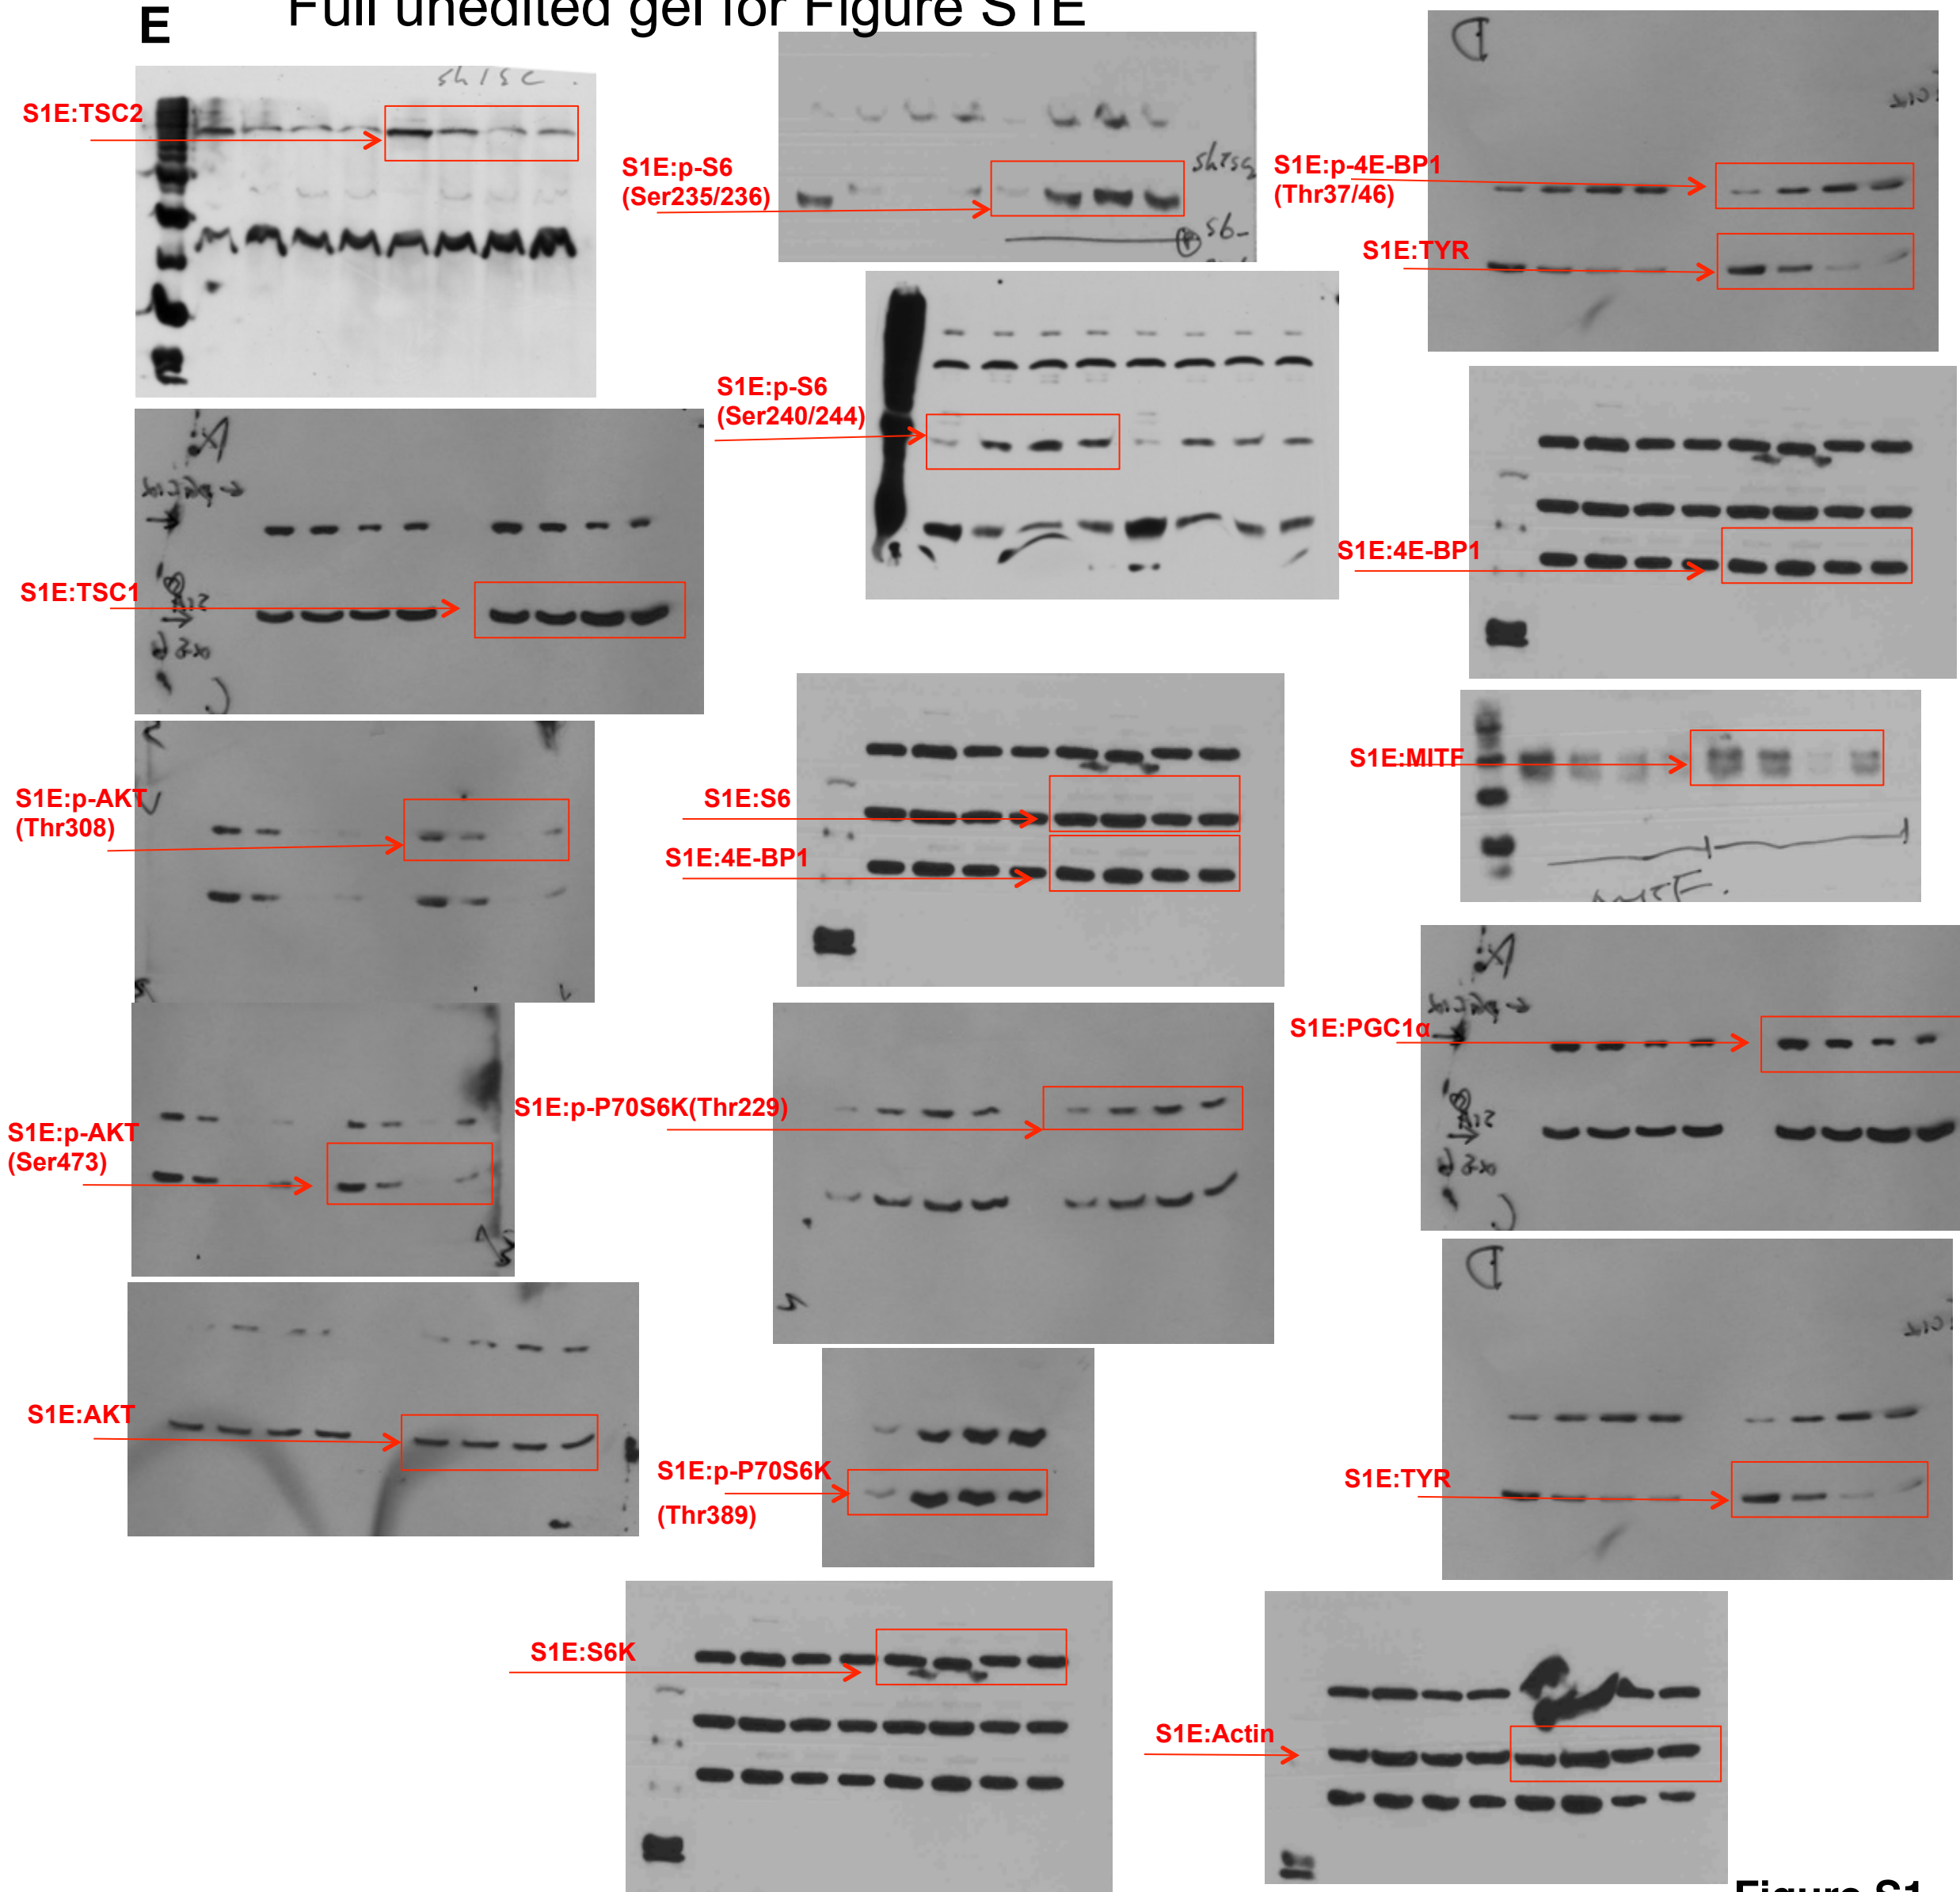 Full unedited gel for Figure S1E
E
shTSC
S1E:TSC2
S1E:p-S6
(Ser235/236)
S6-
S1E:p-4E-BP1
(Thr37/46)
S1E:TYR
S1E:p-S6
(Ser240/244)
S1E:TSC1
S1E:4E-BP1
S1E:p-AKT
(Thr308)
S1E:S6
S1E:4E-BP1
S1E:MITF
MITF.
S1E:PGC1α
S1E:p-AKT
(Ser473)
S1E:p-P70S6K(Thr229)
S1E:AKT
S1E:p-P70S6K
(Thr389)
S1E:TYR
S1E:S6K
S1E:Actin
Figure S1